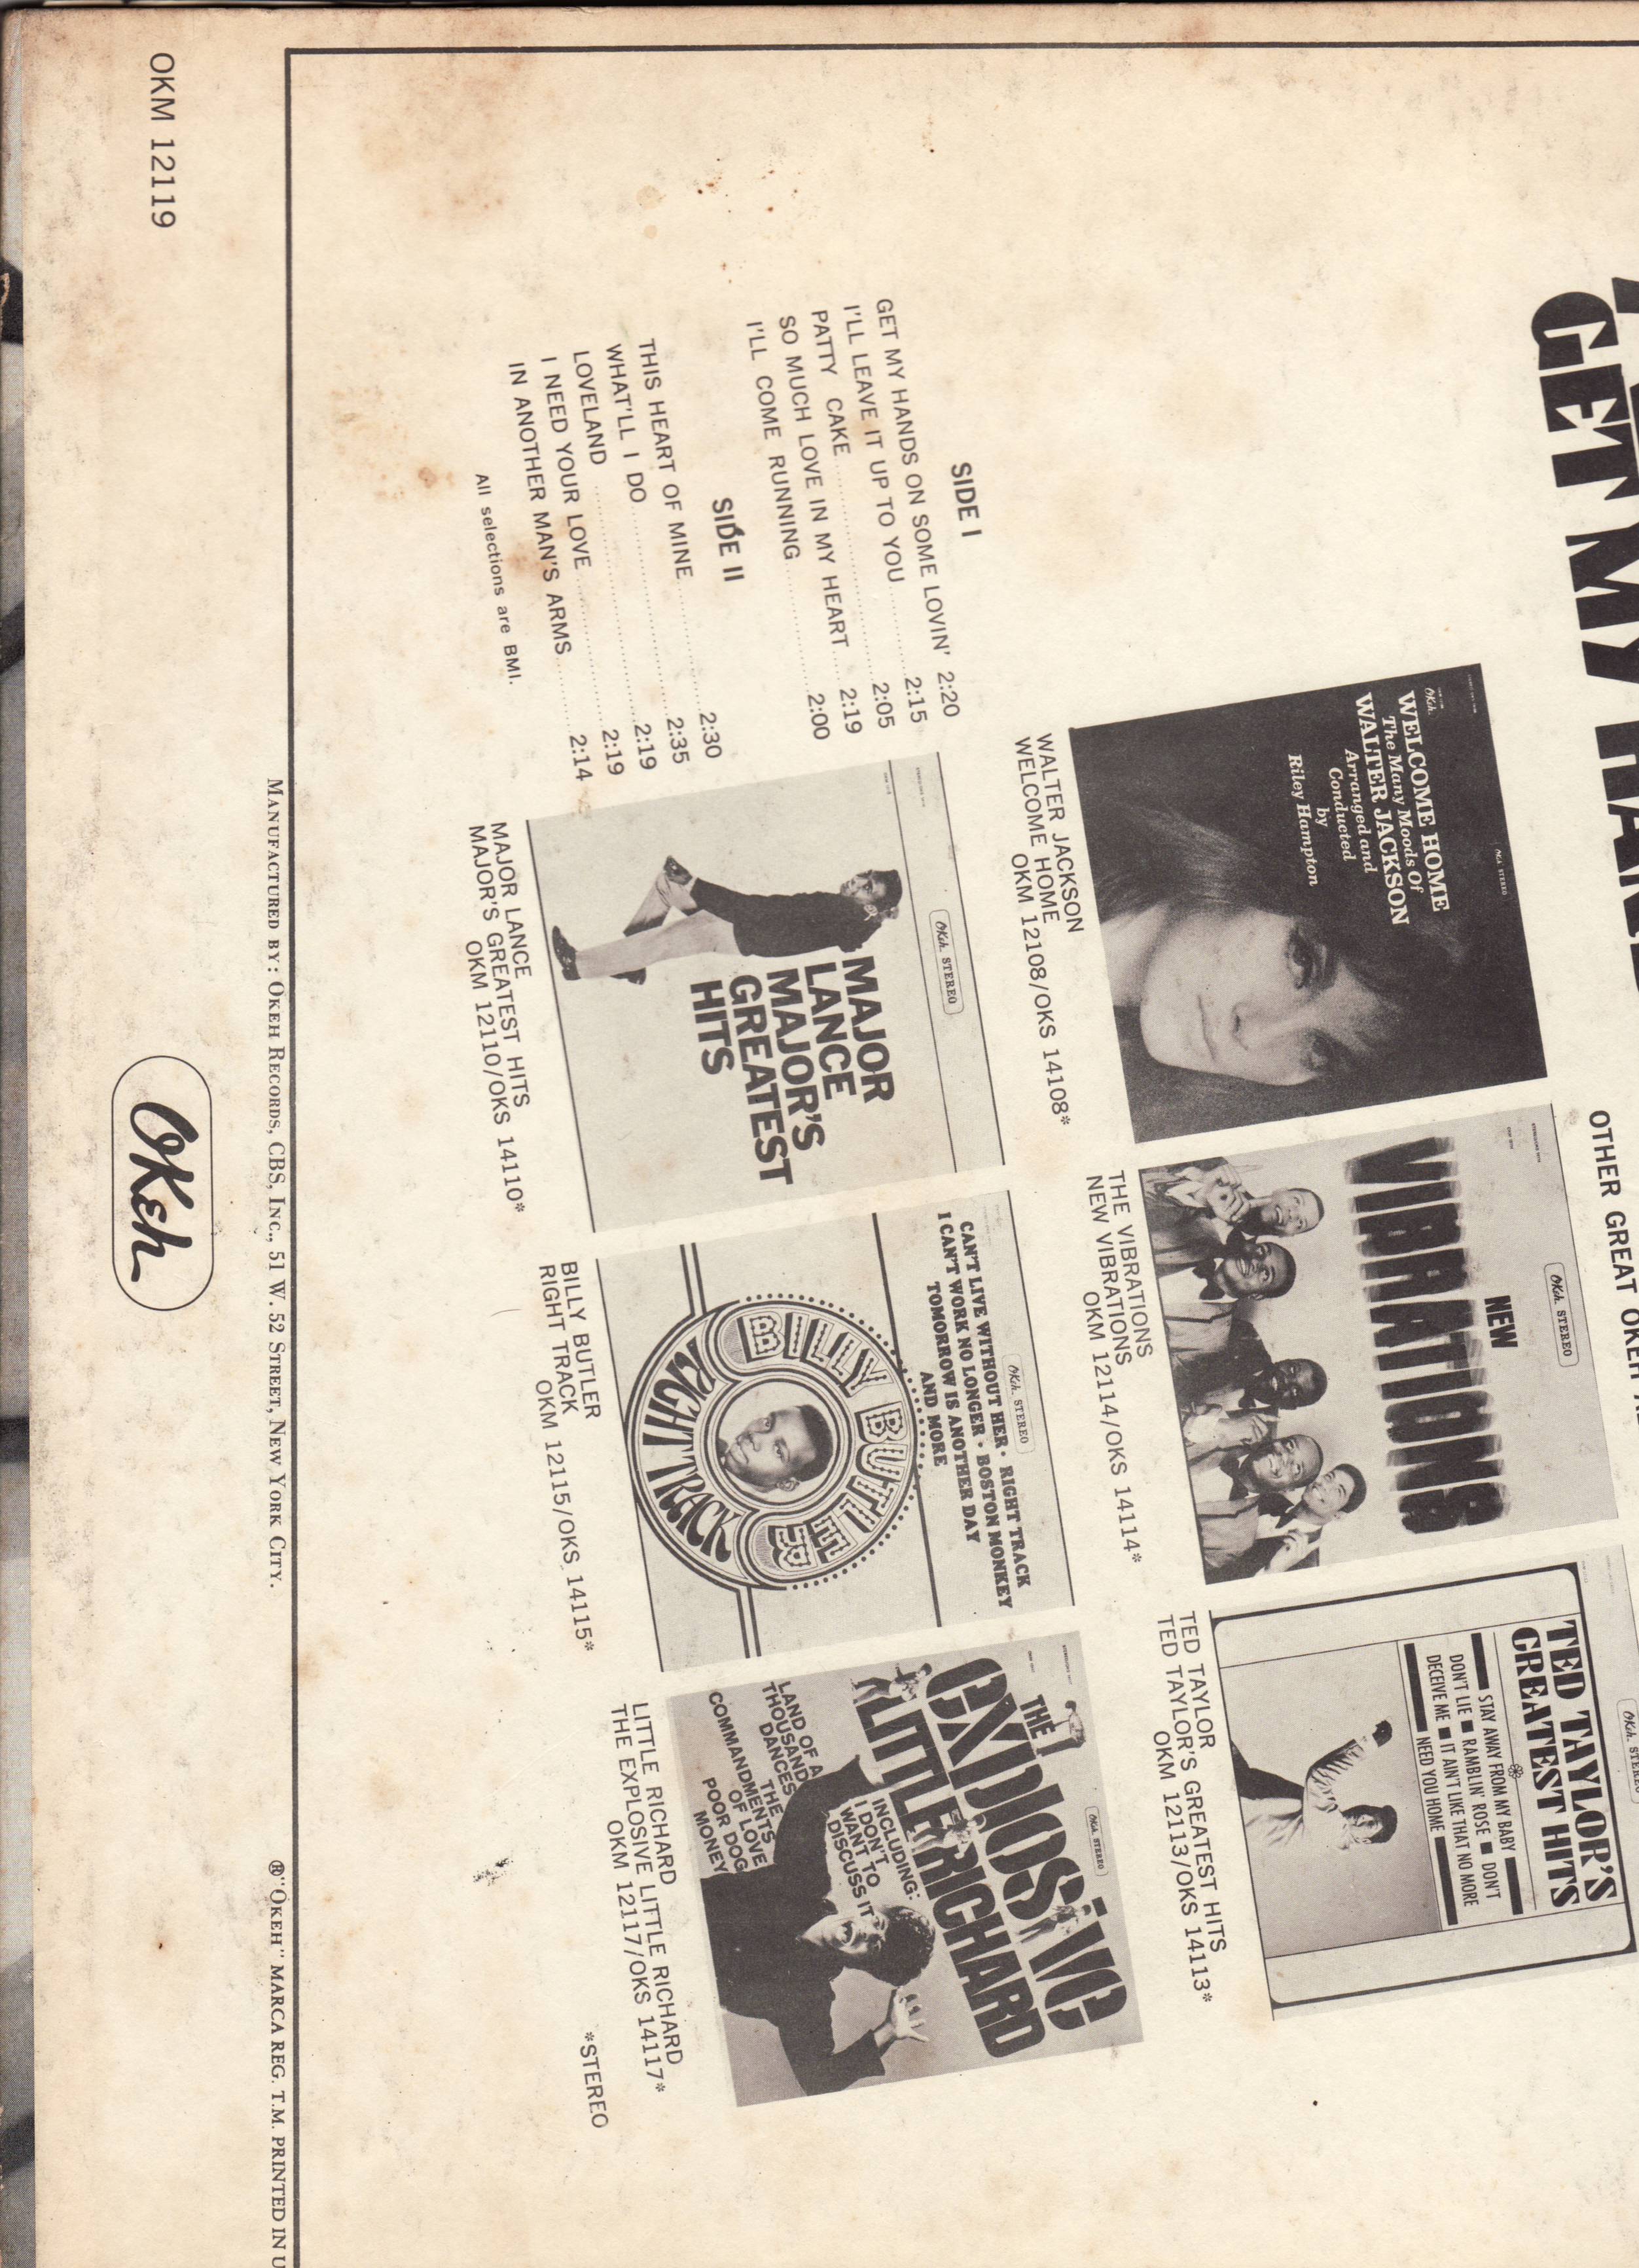 GET MY HAND
SIDE I
GET MY HANDS ON SOME LOVIN' 2:20
I'LL LEAVE IT UP TO YOU 2:15
PATTY CAKE 2:05
SO MUCH LOVE IN MY HEART 2:19
I'LL COME RUNNING 2:00
SIDE II
THIS HEART OF MINE 2:30
WHAT'LL I DO 2:35
LOVELAND 2:19
I NEED YOUR LOVE 2:19
IN ANOTHER MAN'S ARMS 2:14
All selections are BMI.
OTHER GREAT OKEH
OKeh.
WELCOME HOME
The Many Moods Of
WALTER JACKSON
Arranged and
Conducted
by
Riley Hampton
WALTER JACKSON
WELCOME HOME
OKM 12108/OKS 14108*
OKeh. STEREO
NEW
VIBRATIONS
THE VIBRATIONS
NEW VIBRATIONS
OKM 12114/OKS 14114*
OKeh. STEREO
TED TAYLOR'S
GREATEST HITS
STAY AWAY FROM MY BABY
DON'T LIE ■ RAMBLIN' ROSE ■ DON'T
DECEIVE ME ■ IT AIN'T LIKE THAT NO MORE
NEED YOU HOME
TED TAYLOR
TED TAYLOR'S GREATEST HITS
OKM 12113/OKS 14113*
OKeh. STEREO
MAJOR
LANCE
MAJOR'S
GREATEST
HITS
MAJOR LANCE
MAJOR'S GREATEST HITS
OKM 12110/OKS 14110*
OKeh. STEREO
CAN'T LIVE WITHOUT HER • RIGHT TRACK
I CAN'T WORK NO LONGER • BOSTON MONKEY
TOMORROW IS ANOTHER DAY
AND MORE
BILLY BUTLER
RIGHT TRACK
BILLY BUTLER
RIGHT TRACK
OKM 12115/OKS 14115*
OKeh. STEREO
THE
EXPLOSIVE
LITTLE RICHARD
INCLUDING:
I DON'T
WANT TO
DISCUSS IT
LAND OF A
THOUSAND
DANCES
THE
COMMANDMENTS
OF LOVE
POOR DOG
MONEY
LITTLE RICHARD
THE EXPLOSIVE LITTLE RICHARD
OKM 12117/OKS 14117*
*STEREO
MANUFACTURED BY: OKEH RECORDS, CBS, INC., 51 W. 52 STREET, NEW YORK CITY.
®"OKEH" MARCA REG. T.M. PRINTED IN U
OKM 12119
OKeh